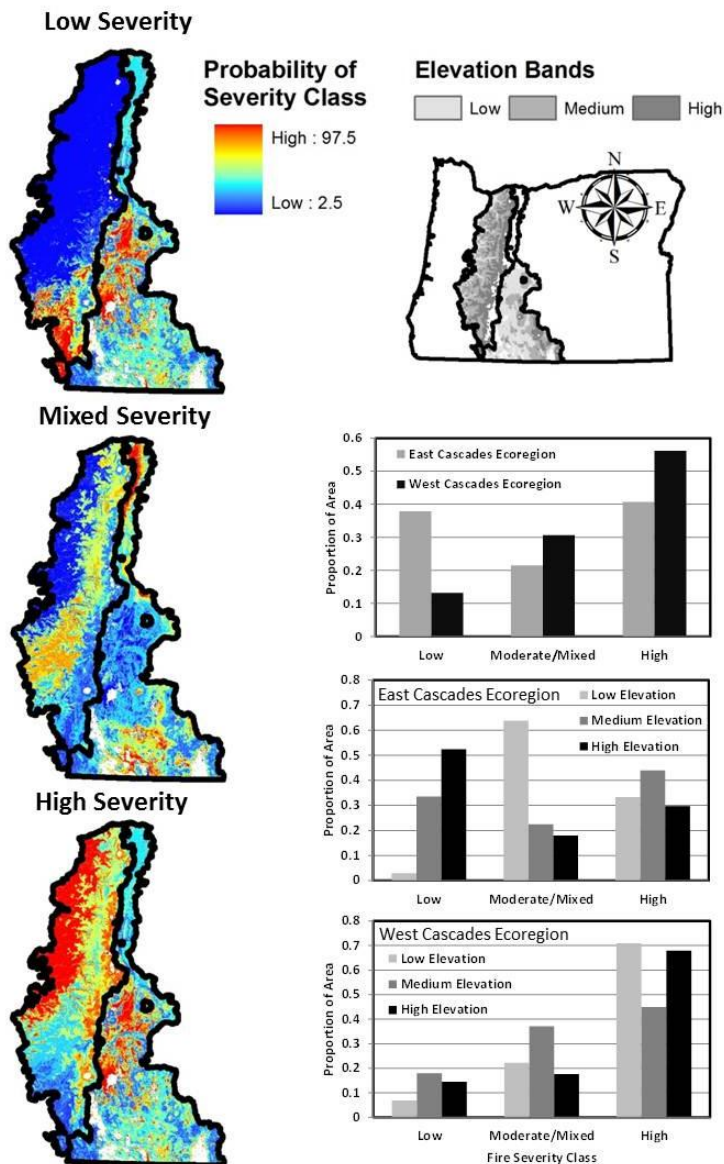 Low Severity
Probability of
Severity Class
High : 97.5
Low : 2.5
Elevation Bands
Low Medium High
N
W E
S
Mixed Severity
High Severity
0.6
0.5
0.4
0.3
0.2
0.1
0
Proportion of Area
East Cascades Ecoregion
West Cascades Ecoregion
Low Moderate/Mixed High
0.8
0.7
0.6
0.5
0.4
0.3
0.2
0.1
0
Proportion of Area
East Cascades Ecoregion
Low Elevation
Medium Elevation
High Elevation
Low Moderate/Mixed High
0.8
0.7
0.6
0.5
0.4
0.3
0.2
0.1
0
Proportion of Area
West Cascades Ecoregion
Low Elevation
Medium Elevation
High Elevation
Low Moderate/Mixed High
Fire Severity Class